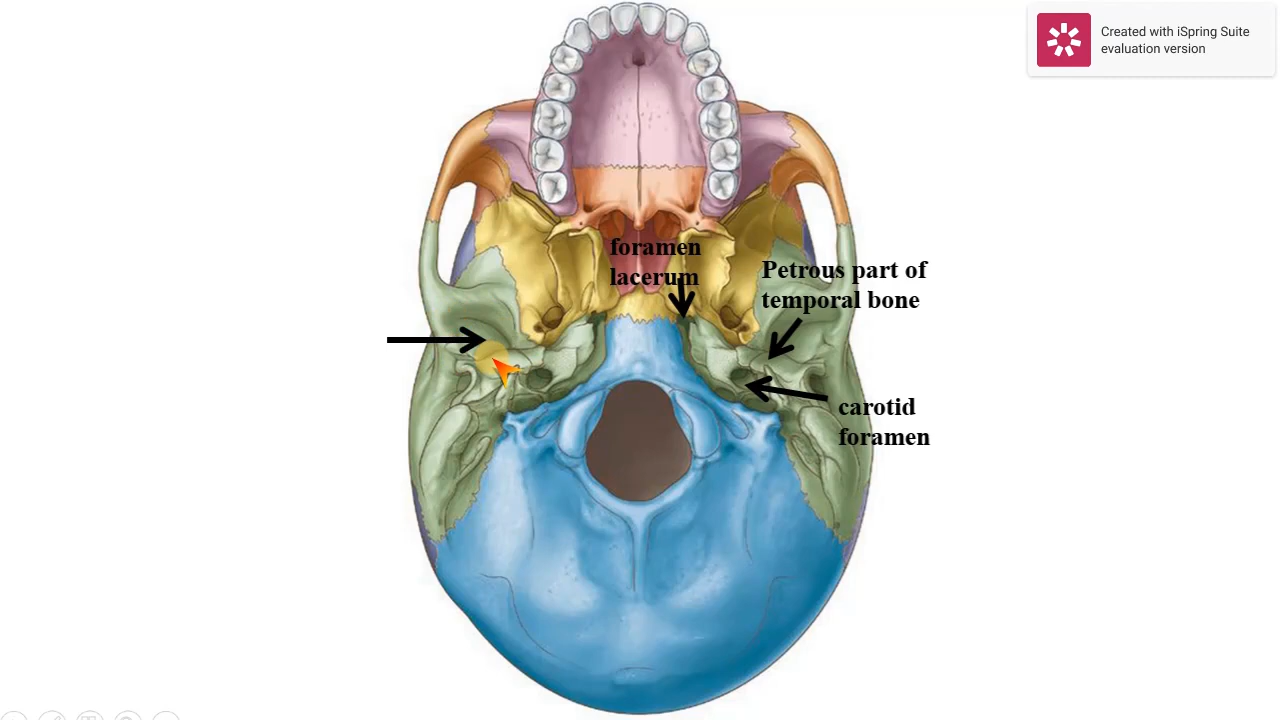 Created with iSpring Suite
evaluation version
foramen
lacerum
Petrous part of
temporal bone
carotid
foramen